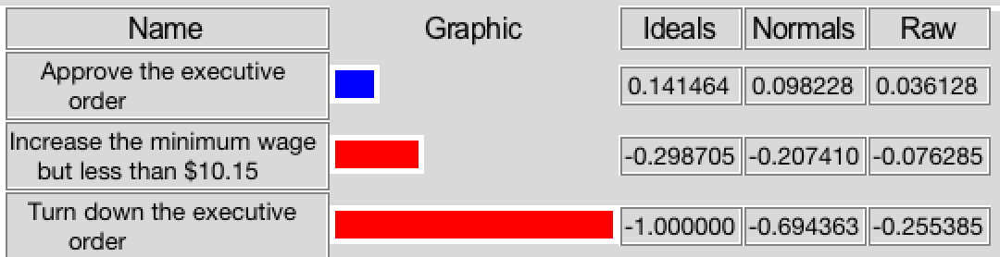 Name Graphic Ideals Normals Raw
Approve the executive
order
0.141464 0.098228 0.036128
Increase the minimum wage
but less than $10.15
-0.298705 -0.207410 -0.076285
Turn down the executive
order
-1.000000 -0.694363 -0.255385